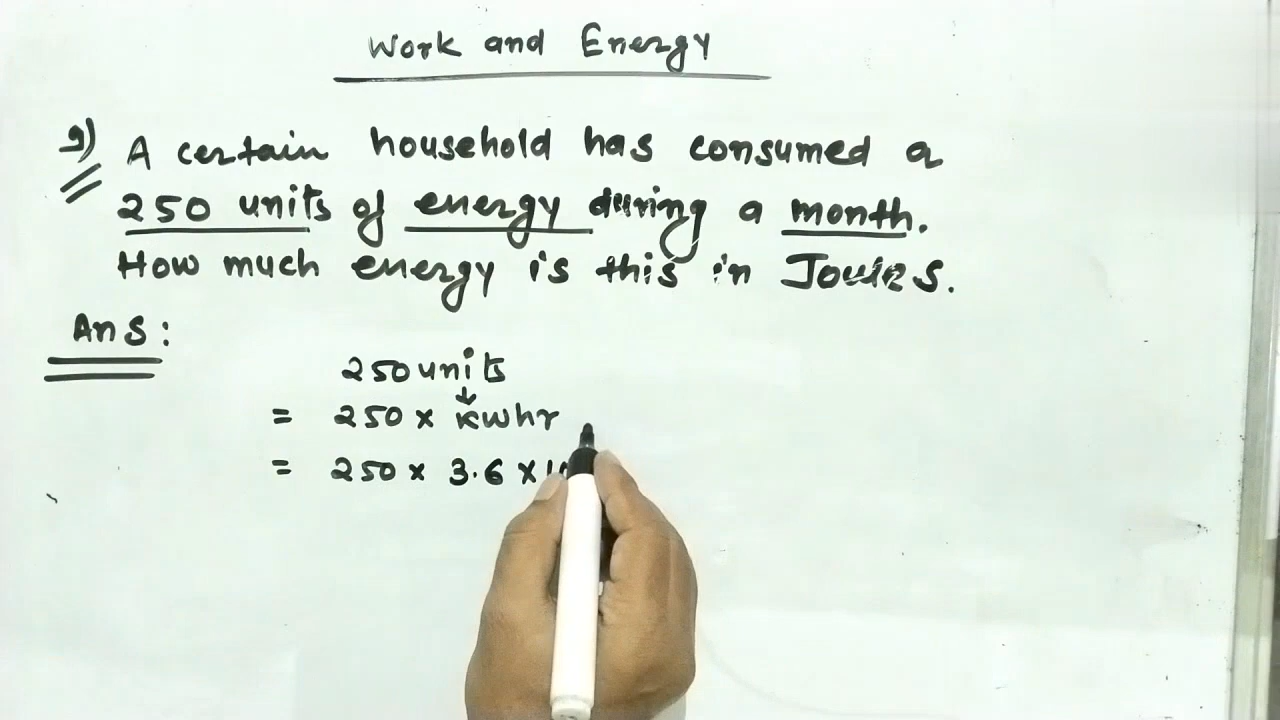 Work and Energy
9) A certain household has consumed a
250 units of energy during a month.
How much energy is this in Joules.
Ans:
250 units
= 250 × kwhr
= 250 × 3.6 × 10